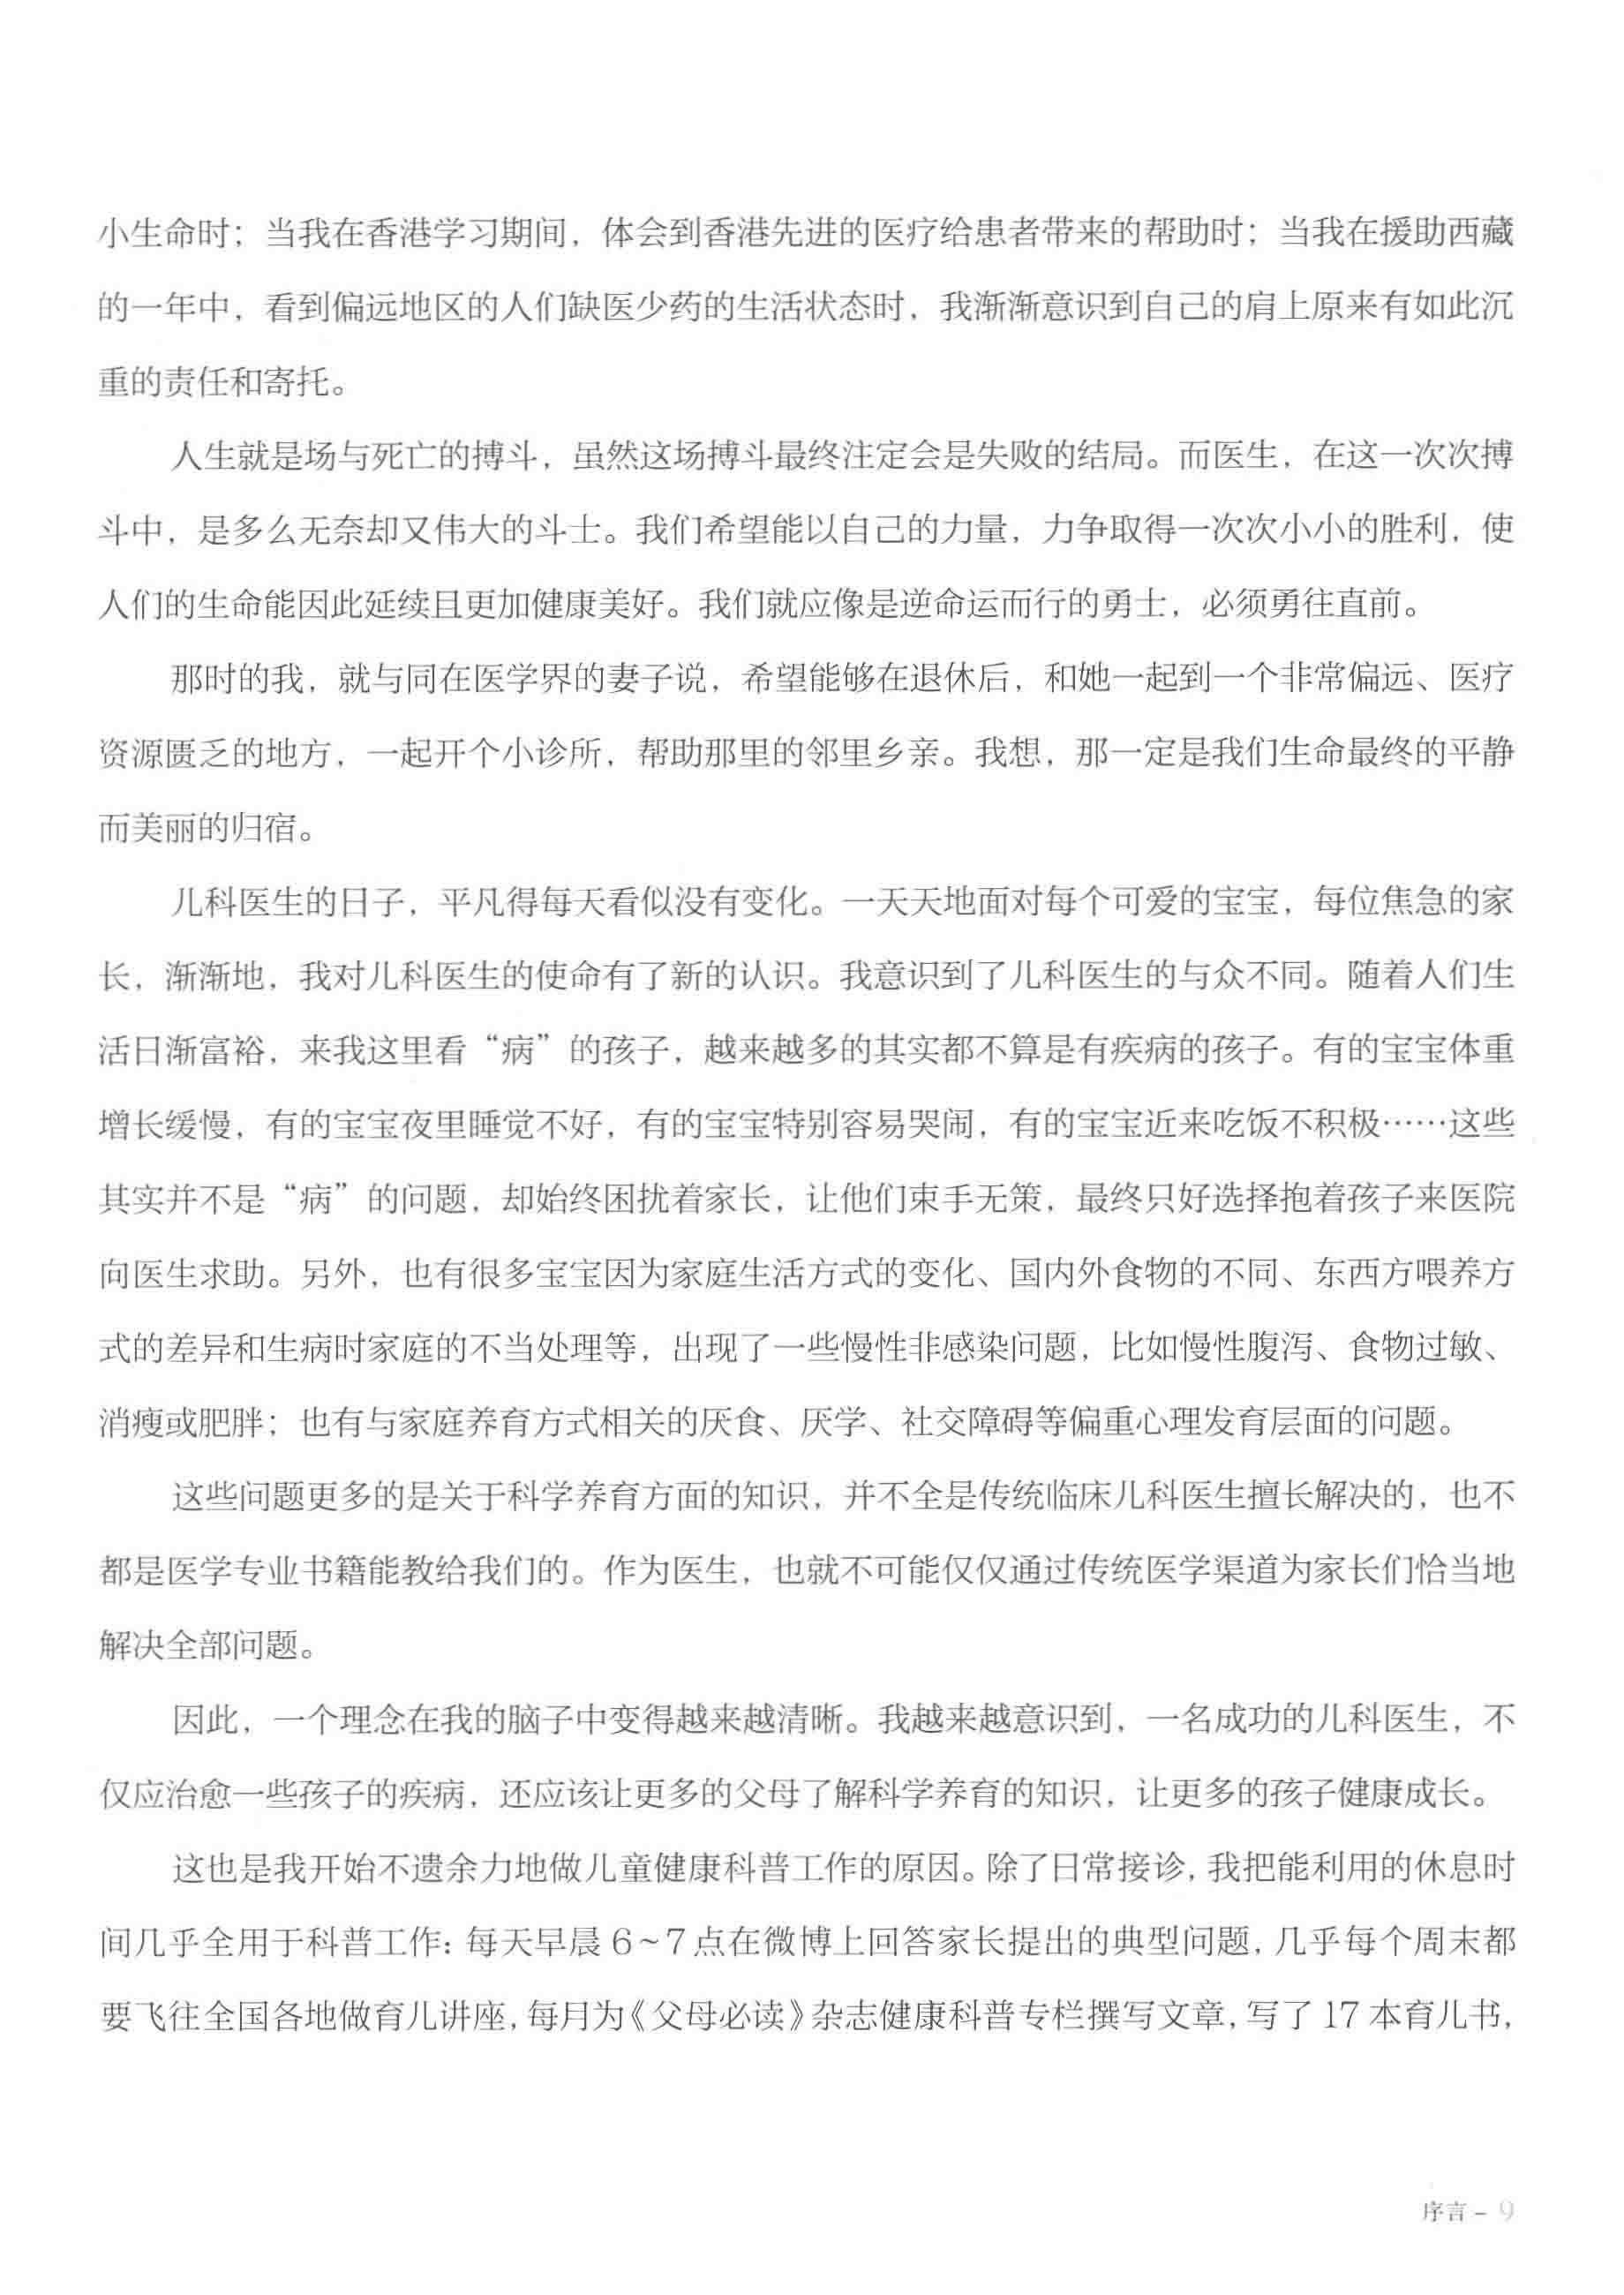 小生命时；当我在香港学习期间，体会到香港先进的医疗给患者带来的帮助时；当我在援助西藏
的一年中，看到偏远地区的人们缺医少药的生活状态时，我渐渐意识到自己的肩上原来有如此沉
重的责任和寄托。
人生就是场与死亡的搏斗，虽然这场搏斗最终注定会是失败的结局。而医生，在这一次次搏
斗中，是多么无奈却又伟大的斗士。我们希望能以自己的力量，力争取得一次次小小的胜利，使
人们的生命能因此延续且更加健康美好。我们就应像是逆命运而行的勇士，必须勇往直前。
那时的我，就与同在医学界的妻子说，希望能够在退休后，和她一起到一个非常偏远、医疗
资源匮乏的地方，一起开个小诊所，帮助那里的邻里乡亲。我想，那一定是我们生命最终的平静
而美丽的归宿。
儿科医生的日子，平凡得每天看似没有变化。一天天地面对每个可爱的宝宝，每位焦急的家
长，渐渐地，我对儿科医生的使命有了新的认识。我意识到了儿科医生的与众不同。随着人们生
活日渐富裕，来我这里看“病”的孩子，越来越多的其实都不算是有疾病的孩子。有的宝宝体重
增长缓慢，有的宝宝夜里睡觉不好，有的宝宝特别容易哭闹，有的宝宝近来吃饭不积极……这些
其实并不是“病”的问题，却始终困扰着家长，让他们束手无策，最终只好选择抱着孩子来医院
向医生求助。另外，也有很多宝宝因为家庭生活方式的变化、国内外食物的不同、东西方喂养方
式的差异和生病时家庭的不当处理等，出现了一些慢性非感染问题，比如慢性腹泻、食物过敏、
消瘦或肥胖；也有与家庭养育方式相关的厌食、厌学、社交障碍等偏重心理发育层面的问题。
这些问题更多的是关于科学养育方面的知识，并不全是传统临床儿科医生擅长解决的，也不
都是医学专业书籍能教给我们的。作为医生，也就不可能仅仅通过传统医学渠道为家长们恰当地
解决全部问题。
因此，一个理念在我的脑子中变得越来越清晰。我越来越意识到，一名成功的儿科医生，不
仅应治愈一些孩子的疾病，还应该让更多的父母了解科学养育的知识，让更多的孩子健康成长。
这也是我开始不遗余力地做儿童健康科普工作的原因。除了日常接诊，我把能利用的休息时
间几乎全用于科普工作：每天早晨6～7点在微博上回答家长提出的典型问题，几乎每个周末都
要飞往全国各地做育儿讲座，每月为《父母必读》杂志健康科普专栏撰写文章，写了17本育儿书，
序言 – 9